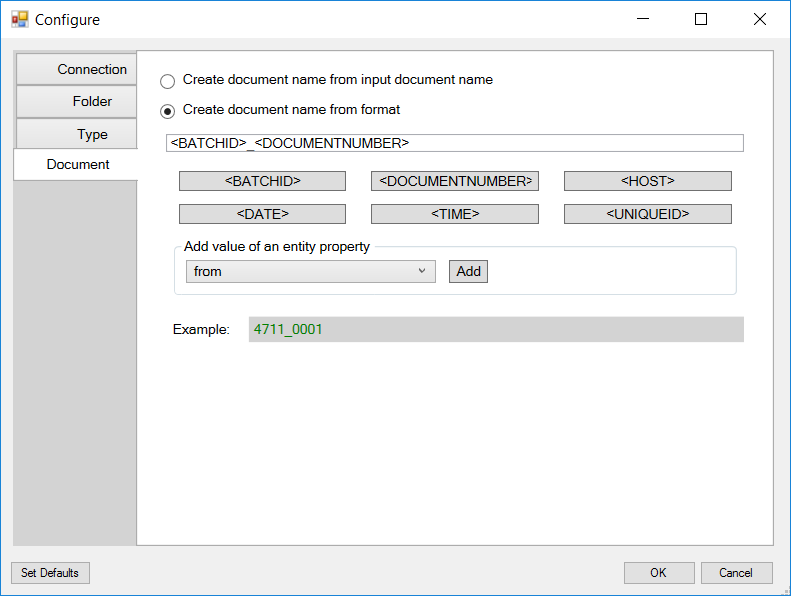 Configure
Connection
Folder
Type
Document
Create document name from input document name
Create document name from format
<BATCHID>_<DOCUMENTNUMBER>
<BATCHID> <DOCUMENTNUMBER> <HOST>
<DATE> <TIME> <UNIQUEID>
Add value of an entity property
from Add
Example: 4711_0001
Set Defaults OK Cancel